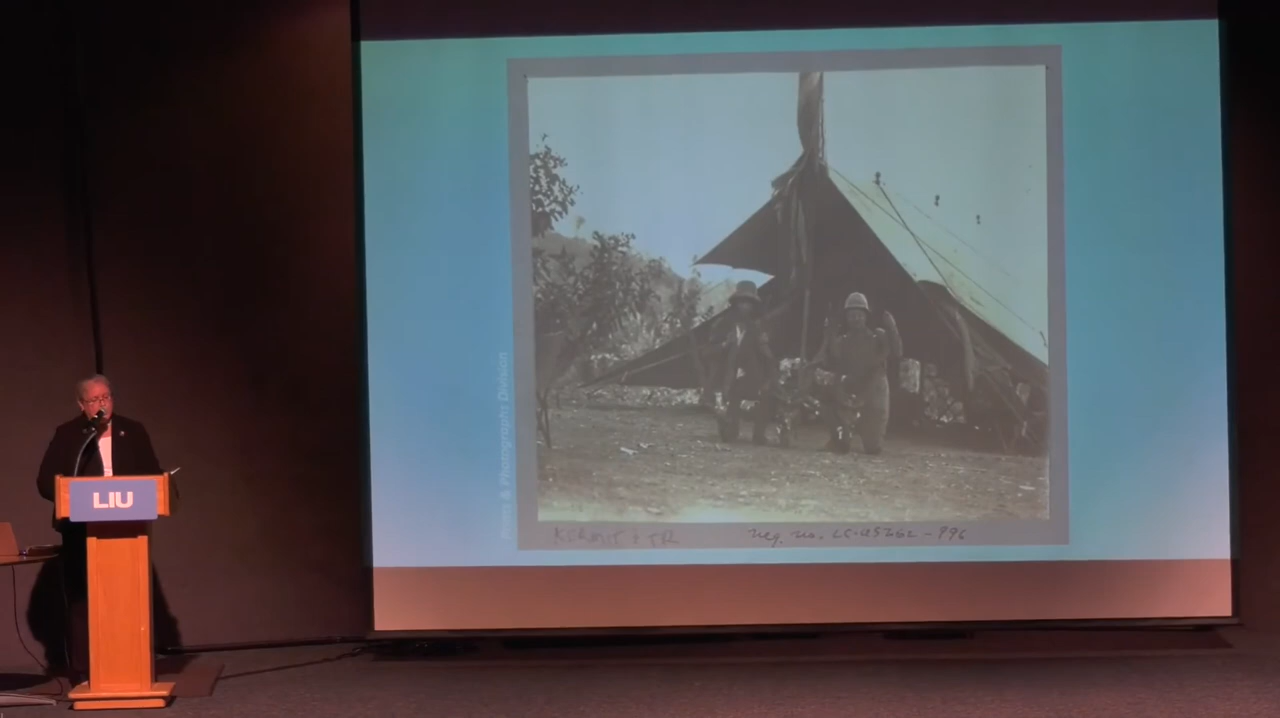 LIU
Prints & Photographs Division
KERMIT & TR
neg. no. LC-USZ62-996